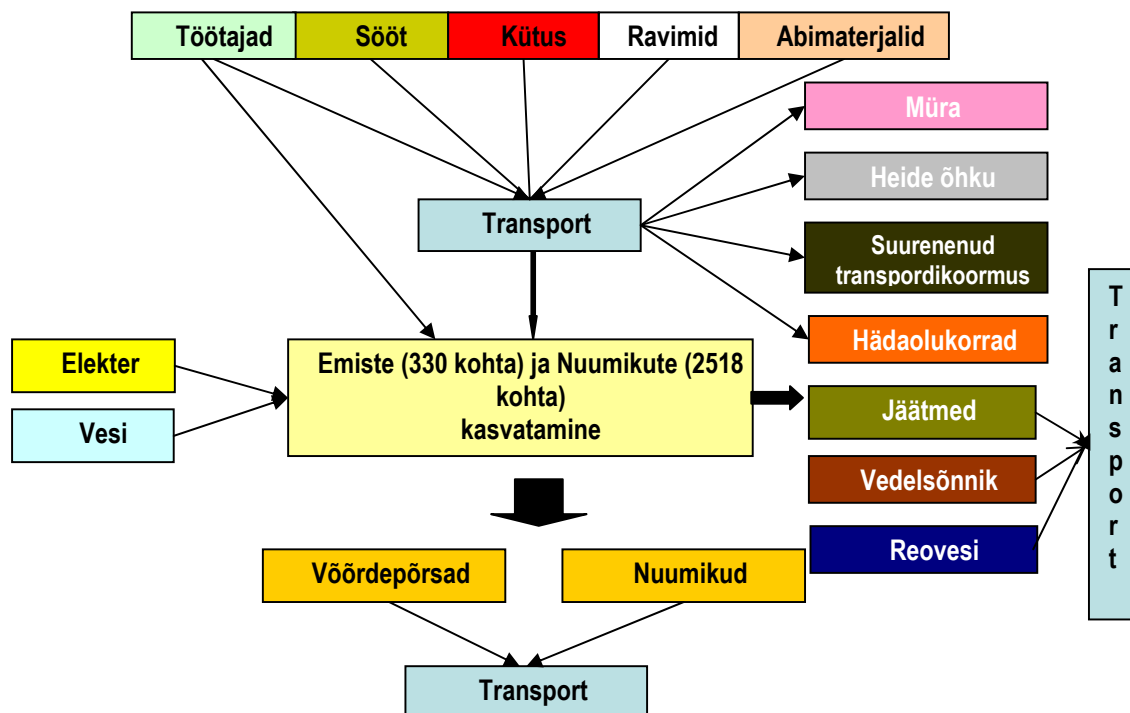 Töötajad
Sööt
Kütus
Ravimid
Abimaterjalid
Müra
Heide õhku
Transport
Suurenenud
transpordikoormus
Hädaolukorrad
Elekter
Vesi
Emiste (330 kohta) ja Nuumikute (2518
kohta)
kasvatamine
Jäätmed
Vedelsõnnik
Reovesi
Transport
Võõrdepõrsad
Nuumikud
Transport